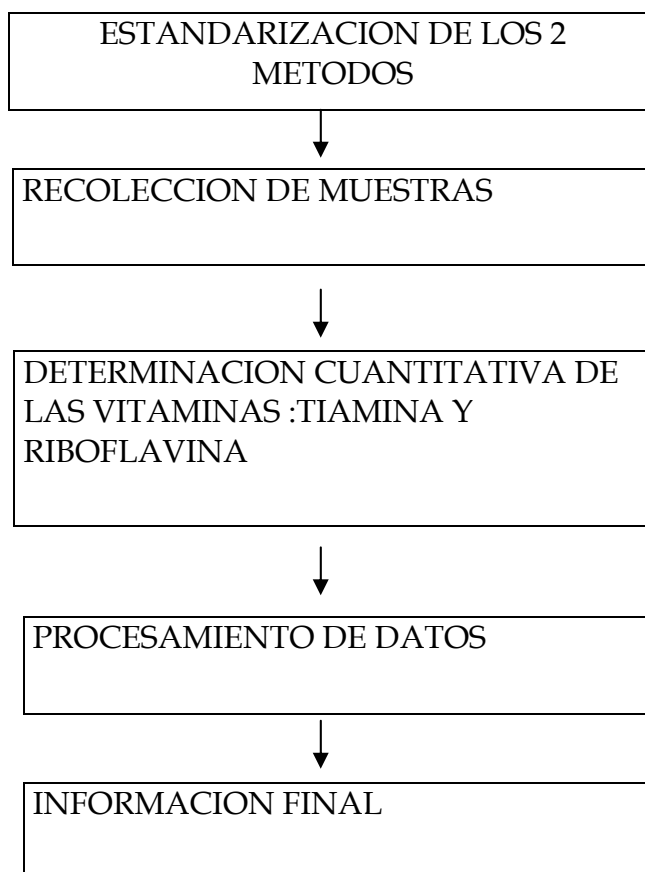 ESTANDARIZACION DE LOS 2
METODOS
RECOLECCION DE MUESTRAS
DETERMINACION CUANTITATIVA DE
LAS VITAMINAS :TIAMINA Y
RIBOFLAVINA
PROCESAMIENTO DE DATOS
INFORMACION FINAL